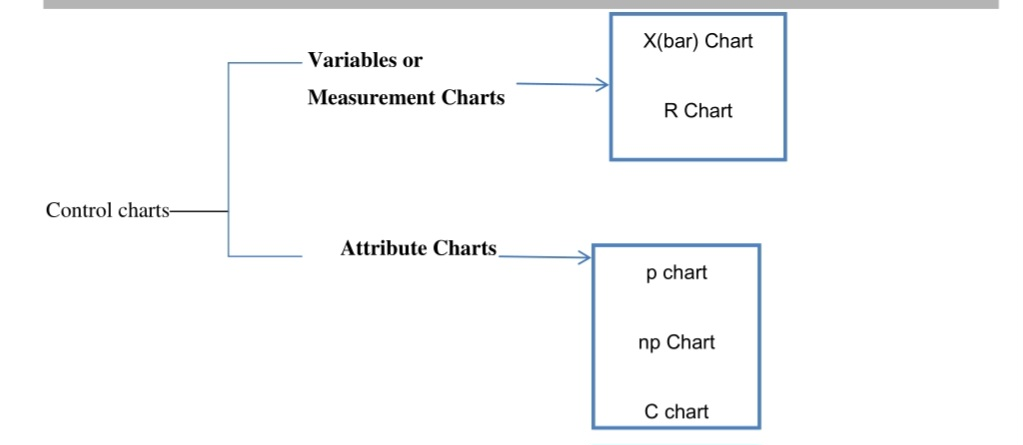 X(bar) Chart
R Chart
Variables or
Measurement Charts
Control charts
Attribute Charts
p chart
np Chart
C chart